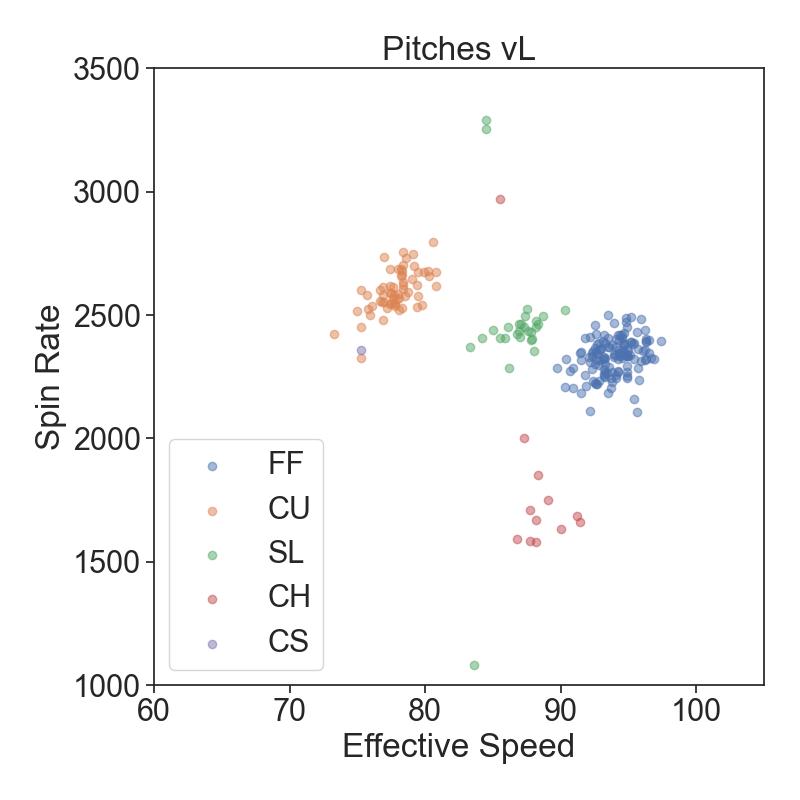 Pitches vL
3500
3000
2500
2000
1500
1000
Spin Rate
FF
CU
SL
CH
CS
60 70 80 90 100
Effective Speed